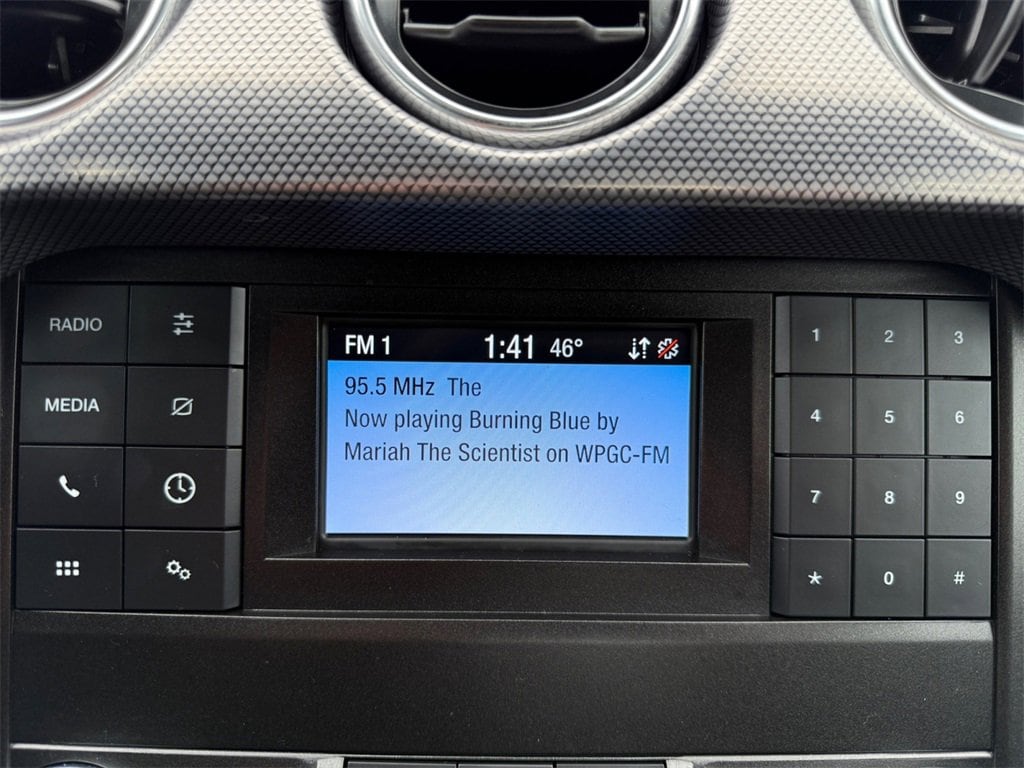 RADIO
MEDIA
FM 1 1:41 46°
95.5 MHz The
Now playing Burning Blue by
Mariah The Scientist on WPGC-FM
1 2 3
4 5 6
7 8 9
* 0 #